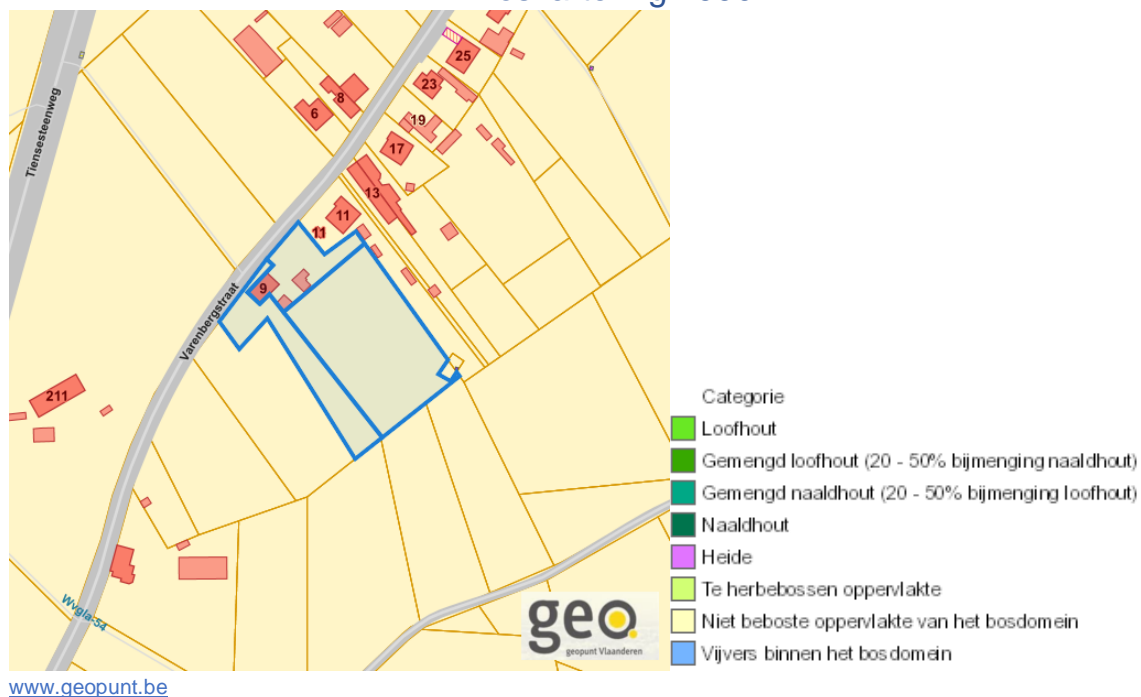 Tiensesteenweg
25
23
8
6
19
17
13
11
11
9
Varenbergstraat
211
Wvgla-54
geo.
geopunt Vlaanderen
Categorie
Loofhout
Gemengd loofhout (20 - 50% bijmenging naaldhout)
Gemengd naaldhout (20 - 50% bijmenging loofhout)
Naaldhout
Heide
Te herbebossen oppervlakte
Niet beboste oppervlakte van het bosdomein
Vijvers binnen het bosdomein
www.geopunt.be